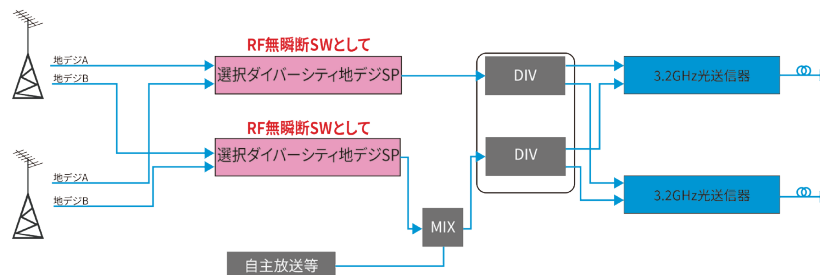 RF無瞬断SWとして
地デジA
選択ダイバーシティ地デジSP
DIV
3.2GHz光送信器
地デジB
RF無瞬断SWとして
選択ダイバーシティ地デジSP
DIV
地デジA
3.2GHz光送信器
地デジB
MIX
自主放送等